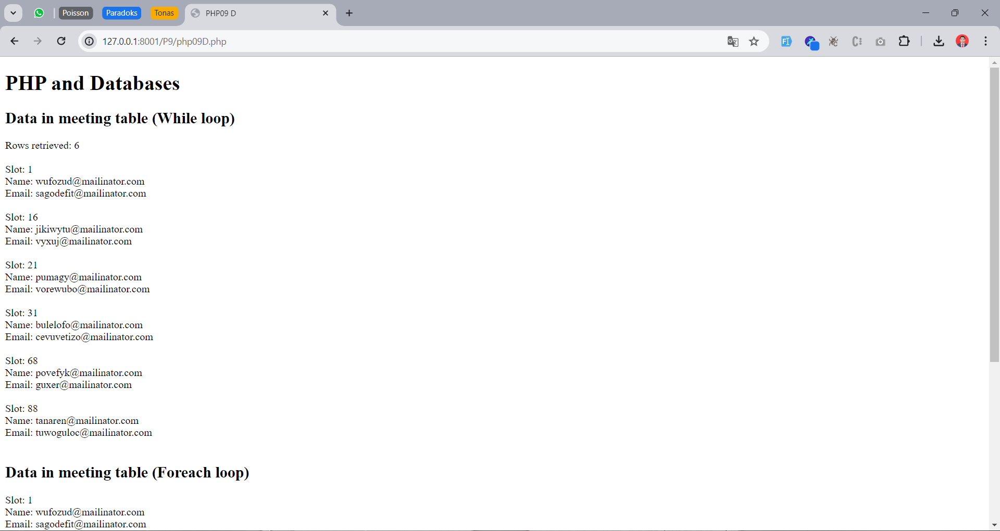 Poisson
Paradoks
Tonas
PHP09 D
127.0.0.1:8001/P9/php09D.php
PHP and Databases
Data in meeting table (While loop)
Rows retrieved: 6
Slot: 1
Name: wufozud@mailinator.com
Email: sagodefit@mailinator.com
Slot: 16
Name: jikiwytu@mailinator.com
Email: vyxuj@mailinator.com
Slot: 21
Name: pumagy@mailinator.com
Email: vorewubo@mailinator.com
Slot: 31
Name: bulelofo@mailinator.com
Email: cevuvetizo@mailinator.com
Slot: 68
Name: povefyk@mailinator.com
Email: guxer@mailinator.com
Slot: 88
Name: tanaren@mailinator.com
Email: tuwoguloc@mailinator.com
Data in meeting table (Foreach loop)
Slot: 1
Name: wufozud@mailinator.com
Email: sagodefit@mailinator.com